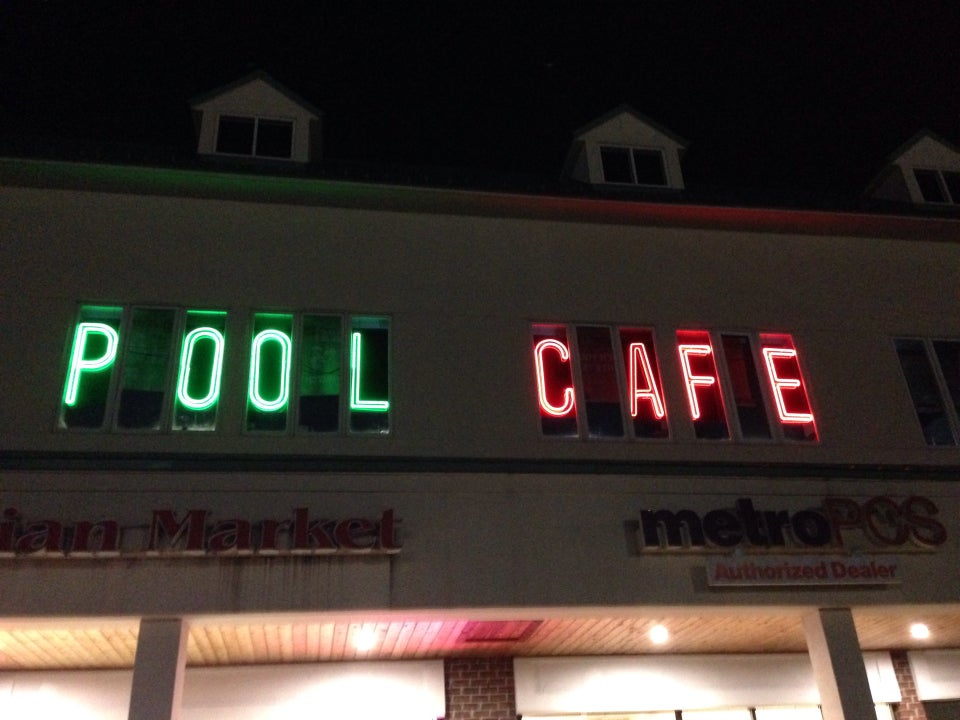 POOL CAFE
ian Market
metroPCS
Authorized Dealer